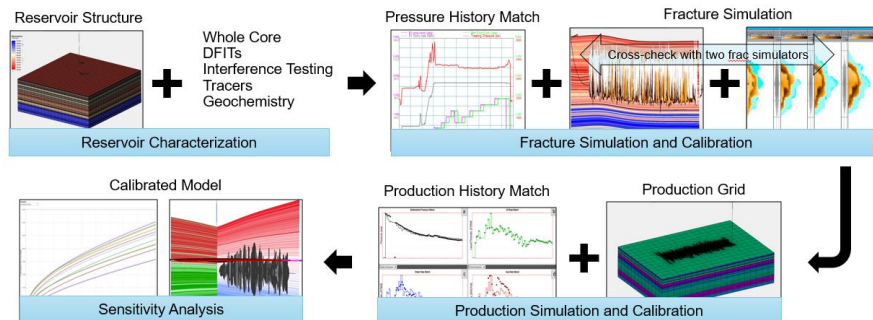 Reservoir Structure
Whole Core
DFITs
Interference Testing
Tracers
Geochemistry
Reservoir Characterization
Pressure History Match
Fracture Simulation
Cross-check with two frac simulators
Fracture Simulation and Calibration
Calibrated Model
Sensitivity Analysis
Production History Match
Production Grid
Production Simulation and Calibration